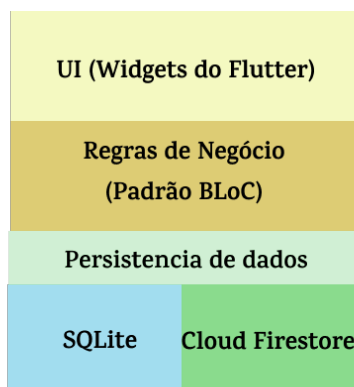 UI (Widgets do Flutter)
Regras de Negócio
(Padrão BLoC)
Persistencia de dados
SQLite
Cloud Firestore